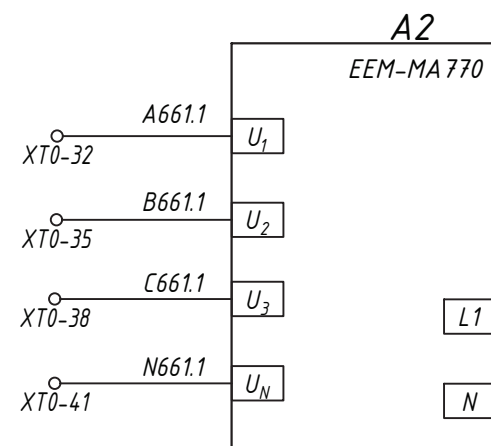 A2
EEM-MA770
A661.1
U₁
XT0-32
B661.1
U₂
XT0-35
C661.1
U₃
XT0-38
L1
N661.1
U_N
XT0-41
N